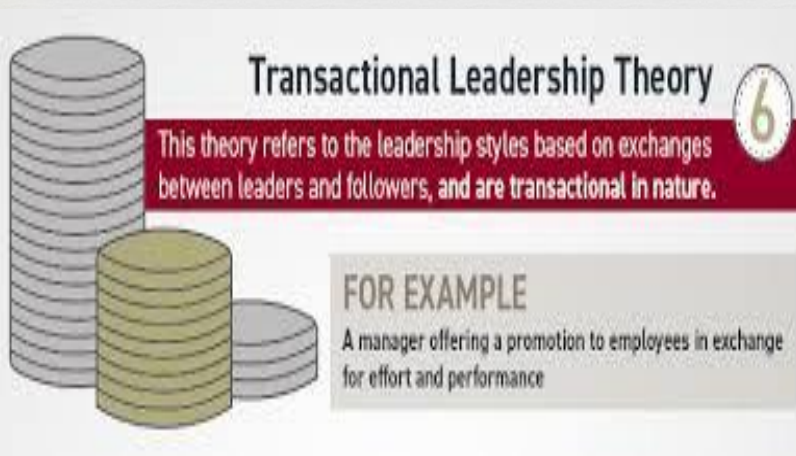 Transactional Leadership Theory
6
This theory refers to the leadership styles based on exchanges
between leaders and followers, and are transactional in nature.
FOR EXAMPLE
A manager offering a promotion to employees in exchange
for effort and performance